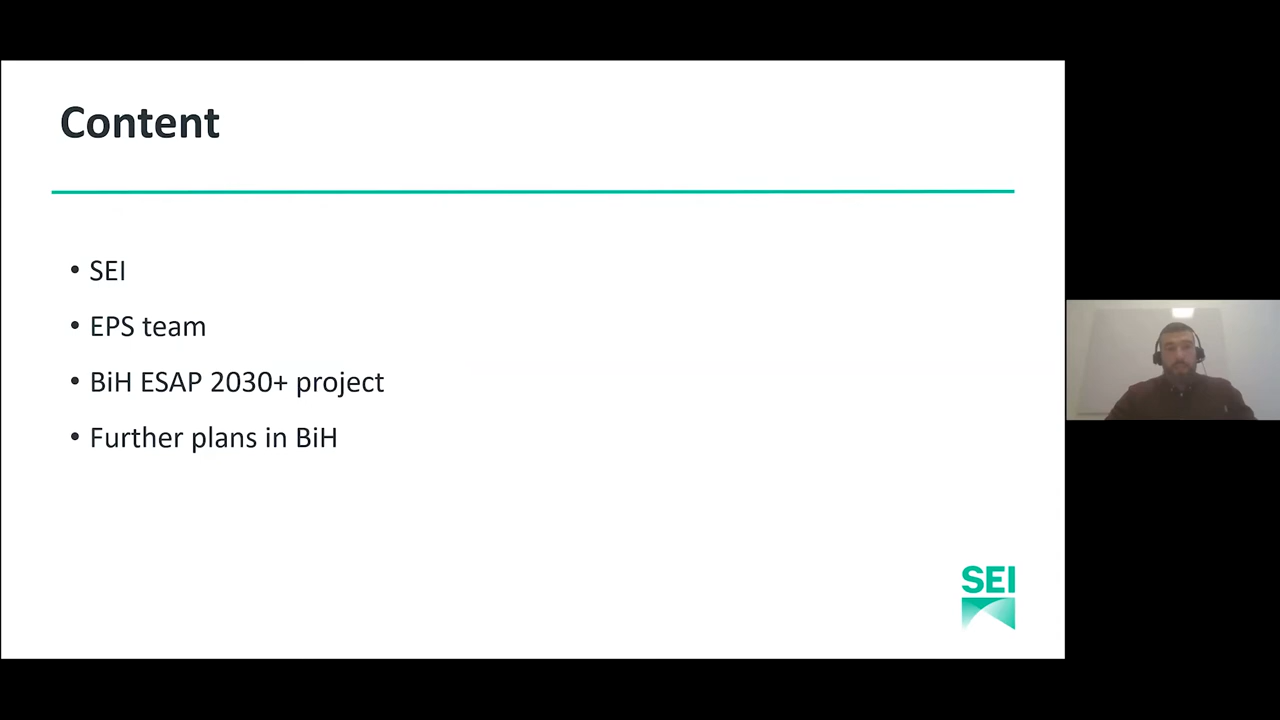 Content
• SEI
• EPS team
• BiH ESAP 2030+ project
• Further plans in BiH
SEI